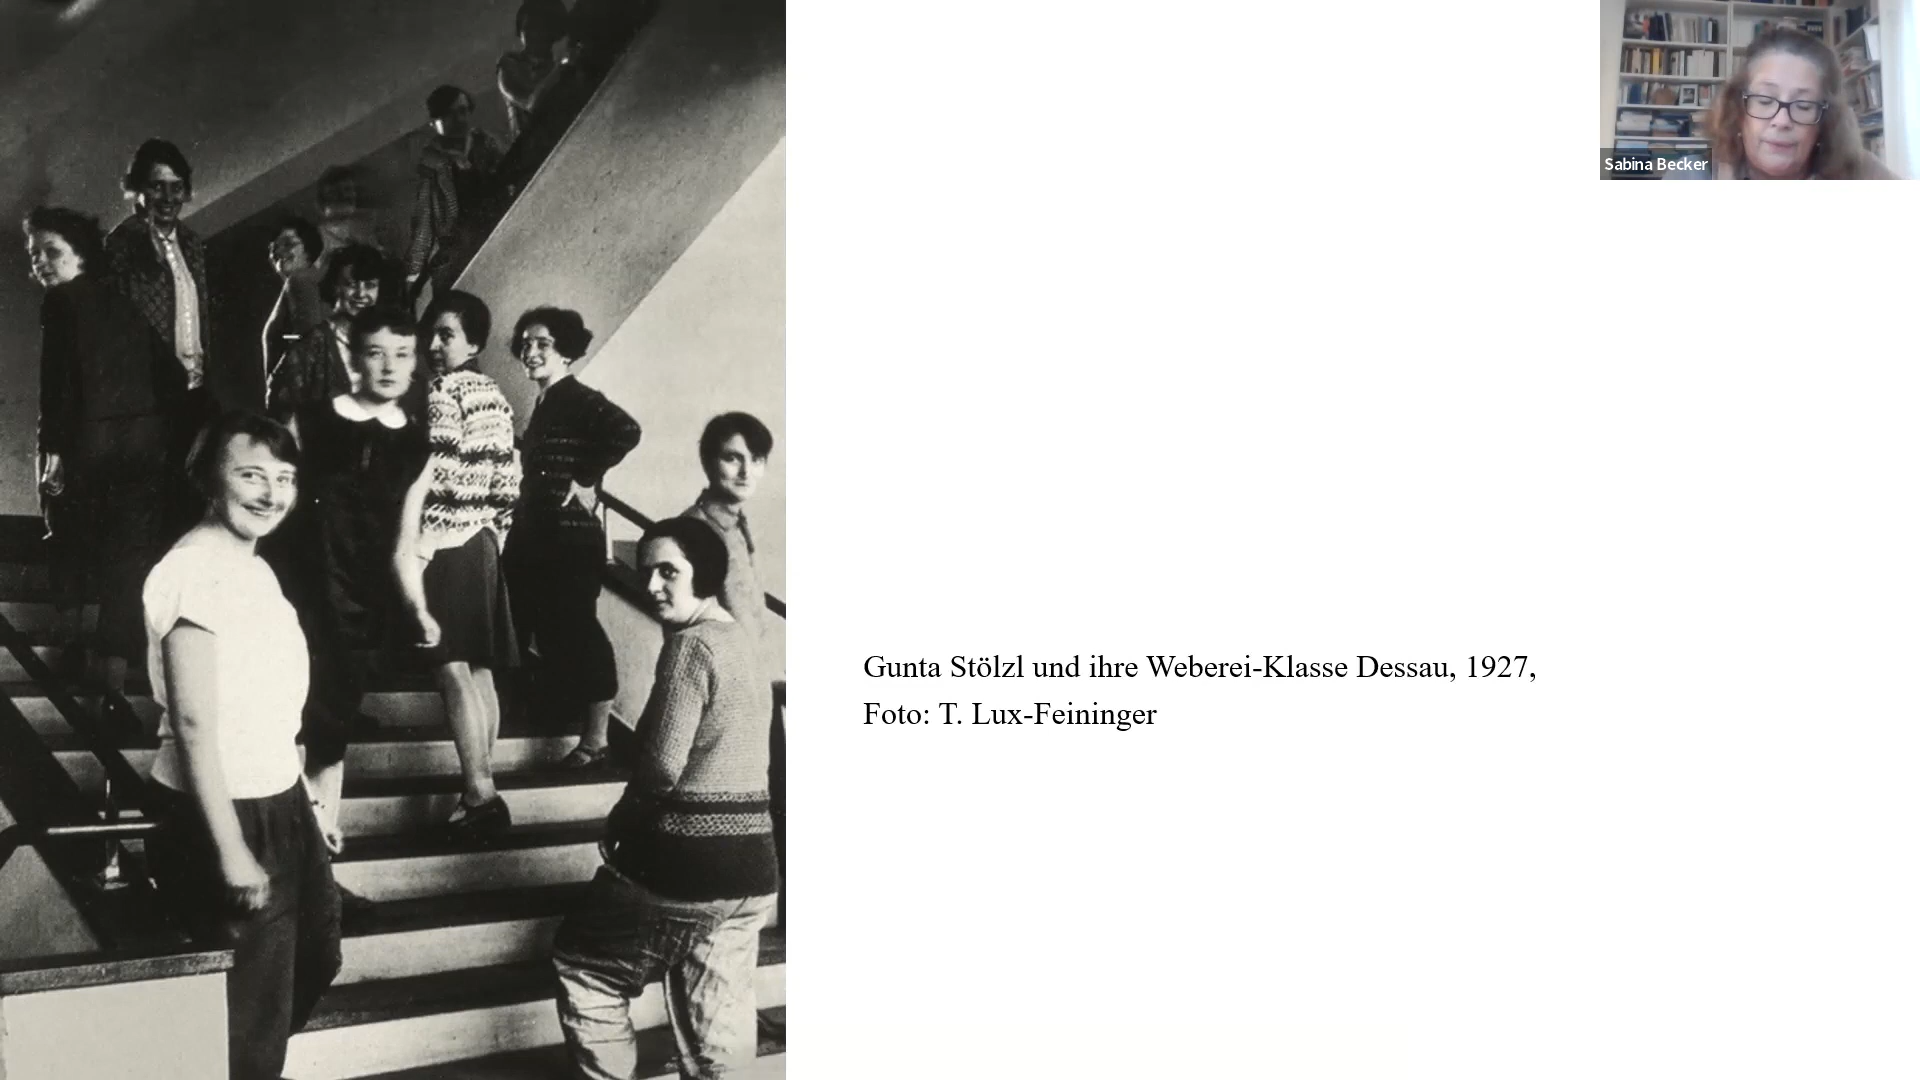 Sabina Becker
Gunta Stölzl und ihre Weberei-Klasse Dessau, 1927,
Foto: T. Lux-Feininger